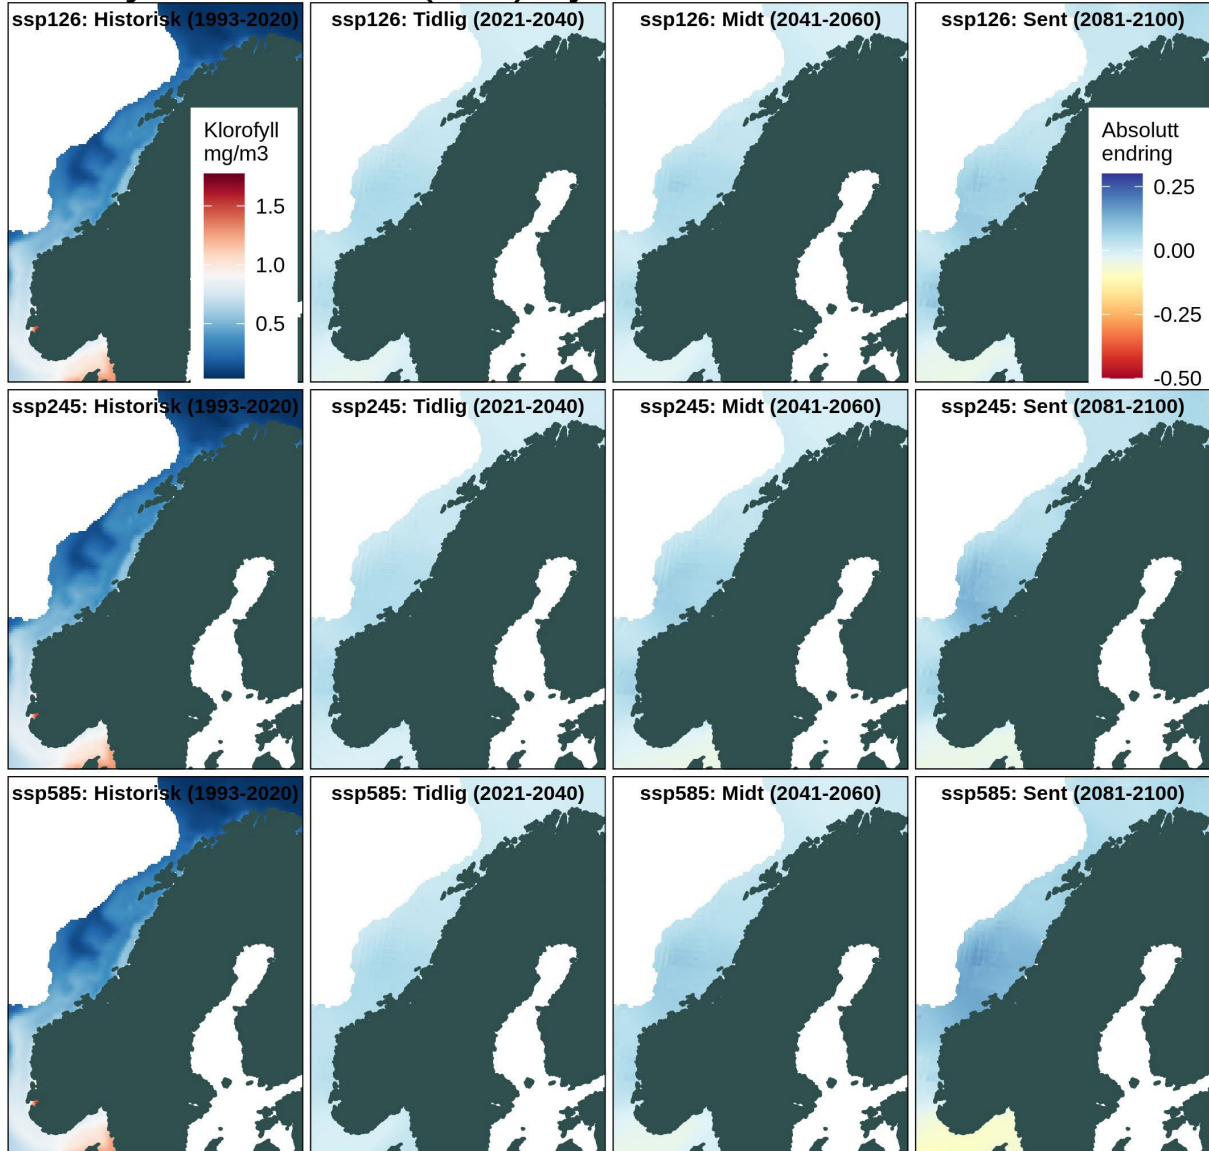 ssp126: Historisk (1993-2020)
ssp126: Tidlig (2021-2040)
ssp126: Midt (2041-2060)
ssp126: Sent (2081-2100)
Klorofyll
mg/m3
1.5
1.0
0.5
Absolutt
endring
0.25
0.00
-0.25
-0.50
ssp245: Historisk (1993-2020)
ssp245: Tidlig (2021-2040)
ssp245: Midt (2041-2060)
ssp245: Sent (2081-2100)
ssp585: Historisk (1993-2020)
ssp585: Tidlig (2021-2040)
ssp585: Midt (2041-2060)
ssp585: Sent (2081-2100)